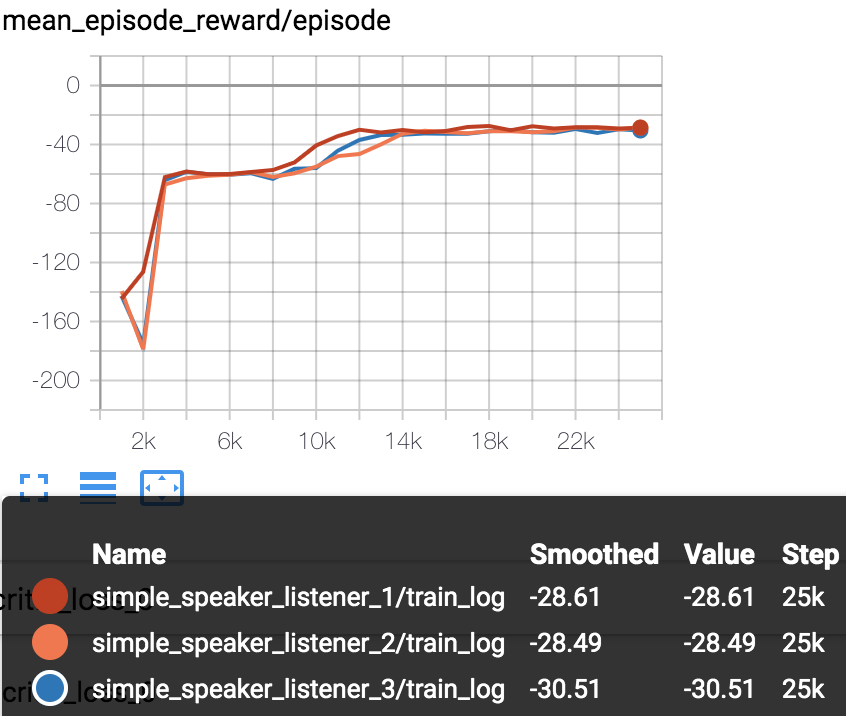 mean_episode_reward/episode
0
-40
-80
-120
-160
-200
2k 6k 10k 14k 18k 22k
Name Smoothed Value Step
simple_speaker_listener_1/train_log -28.61 -28.61 25k
simple_speaker_listener_2/train_log -28.49 -28.49 25k
simple_speaker_listener_3/train_log -30.51 -30.51 25k